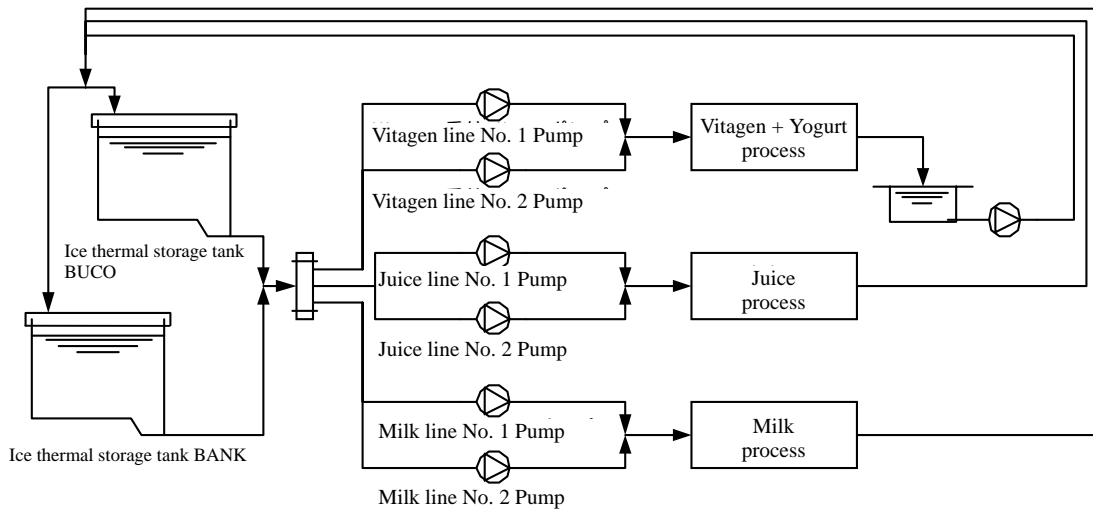 Vitagen line No. 1 Pump
Vitagen + Yogurt
process
Vitagen line No. 2 Pump
Ice thermal storage tank
BUCO
Juice line No. 1 Pump
Juice
process
Juice line No. 2 Pump
Milk line No. 1 Pump
Milk
process
Ice thermal storage tank BANK
Milk line No. 2 Pump